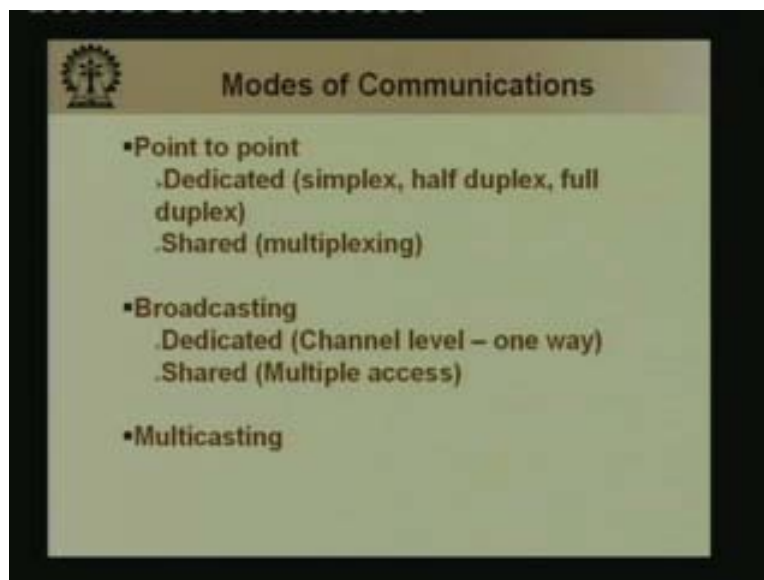 Modes of Communications
▪Point to point
.Dedicated (simplex, half duplex, full
duplex)
.Shared (multiplexing)
▪Broadcasting
.Dedicated (Channel level – one way)
.Shared (Multiple access)
▪Multicasting